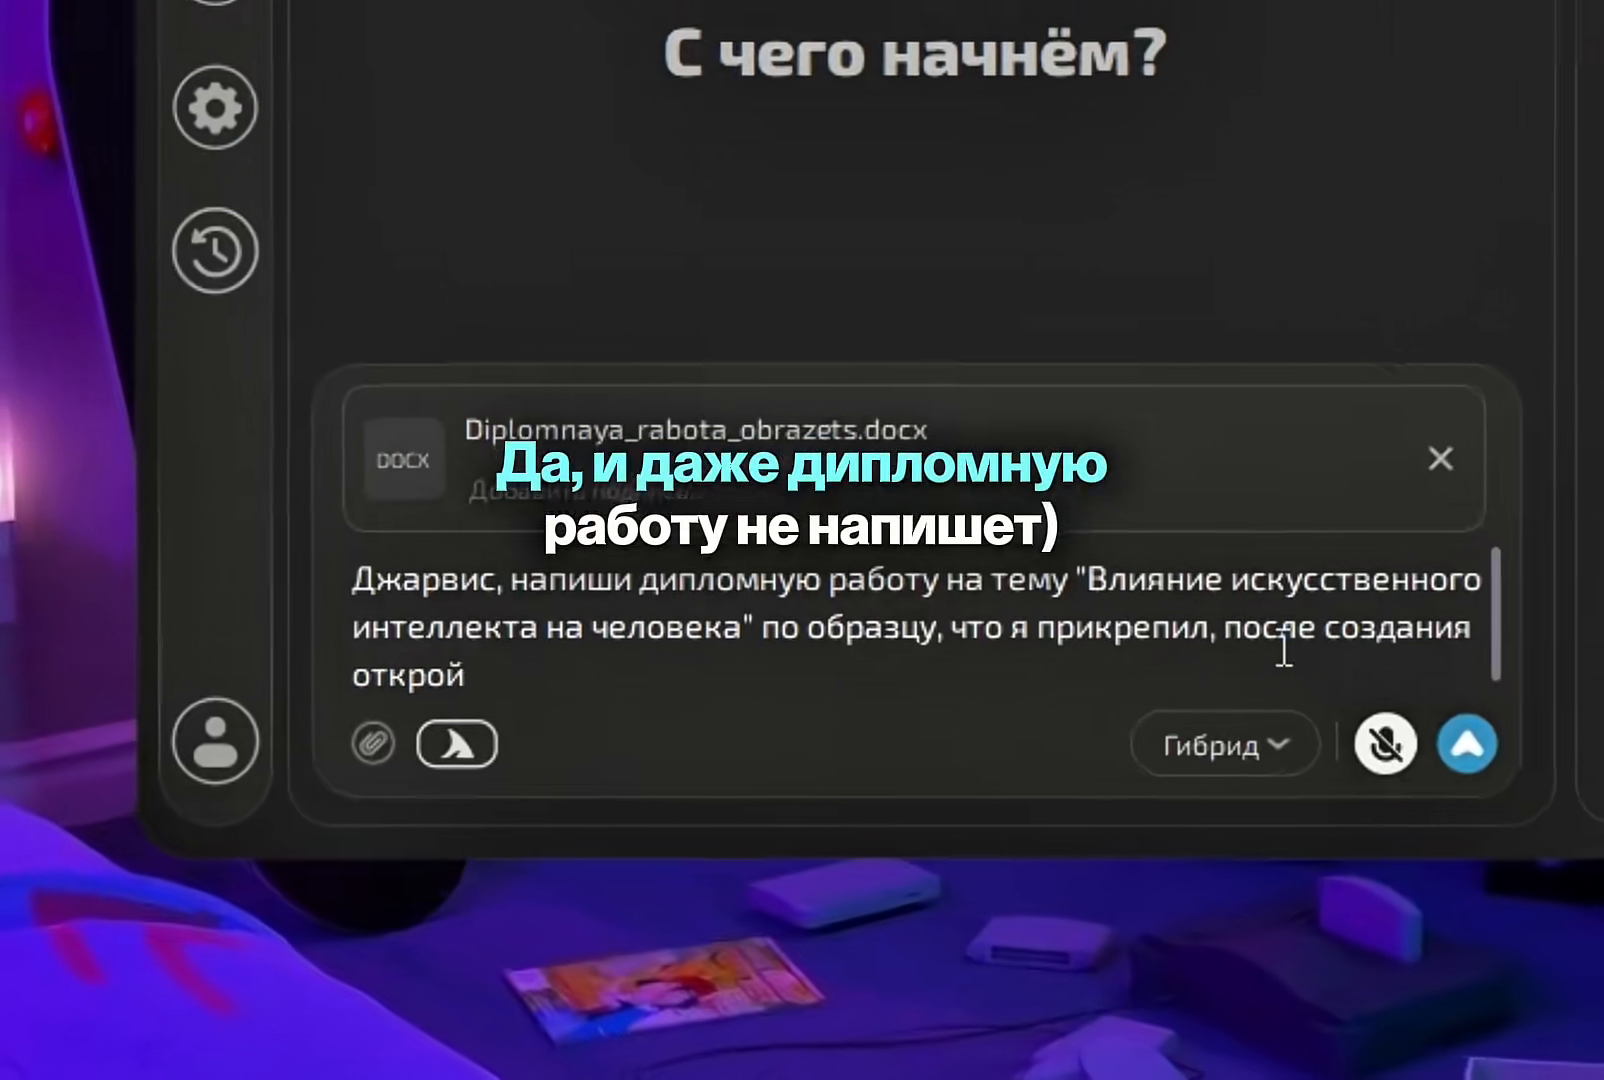 С чего начнём?
DOCX
Diplomnaya_rabota_obrazets.docx
Добавить
Да, и даже дипломную
работу не напишет)
Джарвис, напиши дипломную работу на тему "Влияние искусственного
интеллекта на человека" по образцу, что я прикрепил, после создания
открой
Гибрид